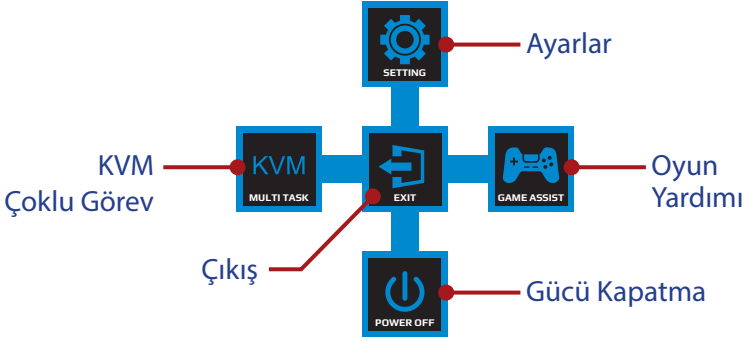 SETTING
Ayarlar
KVM
Çoklu Görev
KVM
MULTI TASK
EXIT
GAME ASSIST
Oyun
Yardımı
Çıkış
POWER OFF
Gücü Kapatma